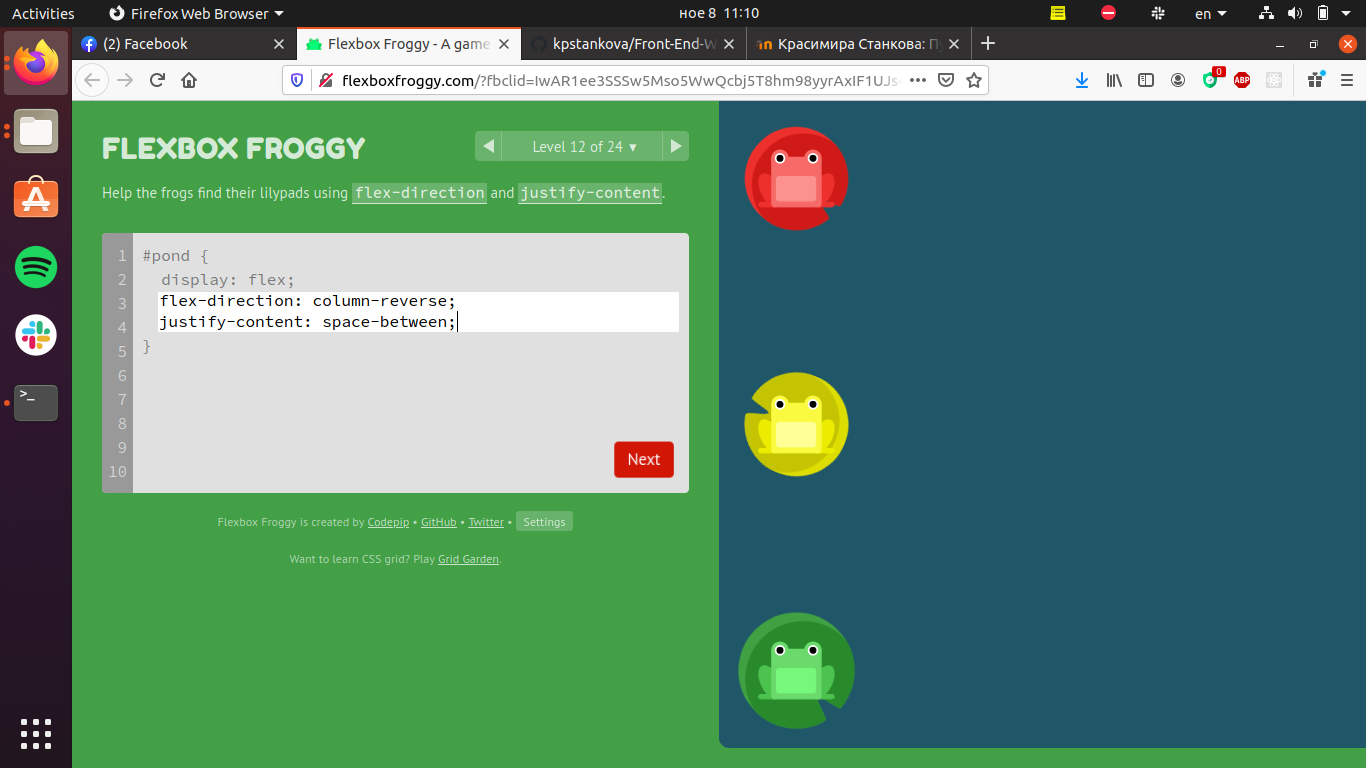 Activities
Firefox Web Browser
ное 8 11:10
en
(2) Facebook
Flexbox Froggy - A game
kpstankova/Front-End-W
Красимира Станкова: П
flexboxfroggy.com/?fbclid=IwAR1ee3SSSw5Mso5WwQcbj5T8hm98yyrAxIF1UJs
0
ABP
FLEXBOX FROGGY
Level 12 of 24 ▼
Help the frogs find their lilypads using flex-direction and justify-content.
1 #pond {
2 display: flex;
3 flex-direction: column-reverse;
4 justify-content: space-between;
5 }
6
7
8
9
10
Next
Flexbox Froggy is created by Codepip • GitHub • Twitter • Settings
Want to learn CSS grid? Play Grid Garden.
>_